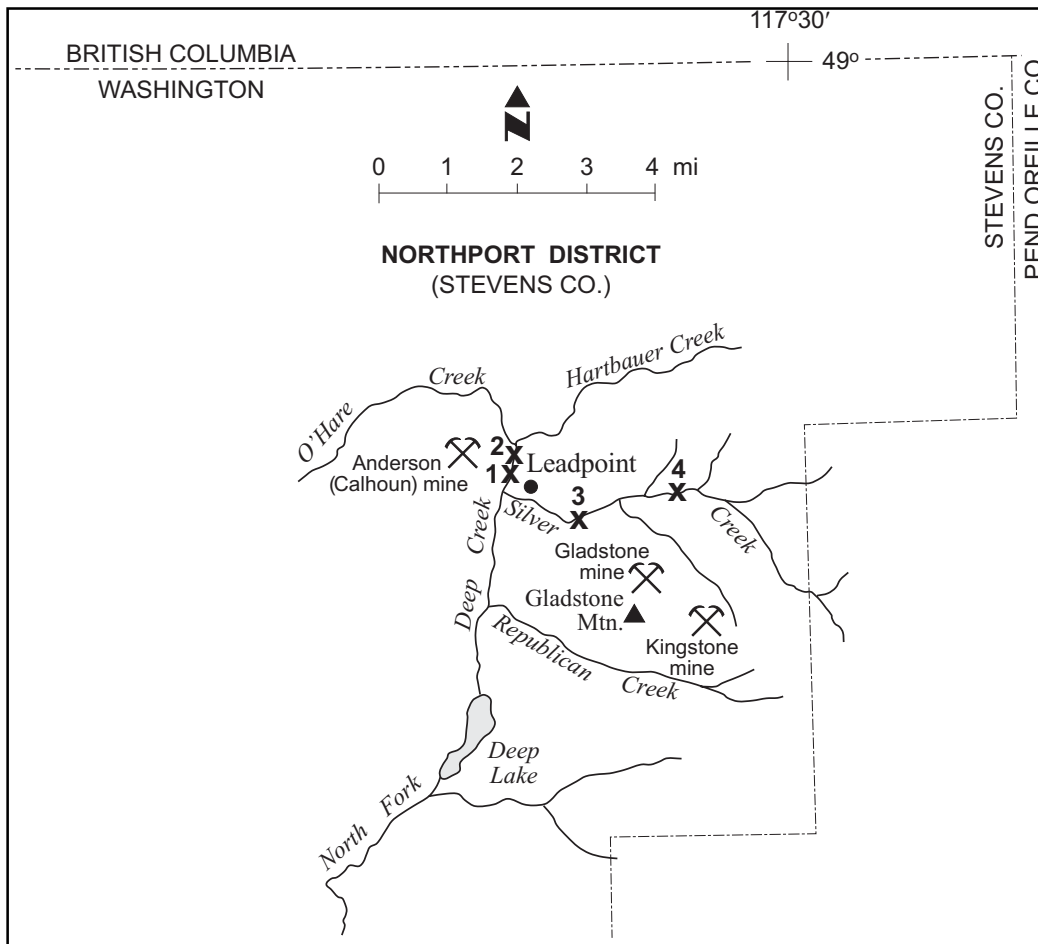 117°30′
BRITISH COLUMBIA
49°
WASHINGTON
STEVENS CO.
PEND OREILLE CO
N
0 1 2 3 4 mi
NORTHPORT DISTRICT
(STEVENS CO.)
Hartbauer Creek
Creek
O'Hare
2
Anderson
(Calhoun) mine
1
Leadpoint
4
3
Silver
Creek
Creek
Deep
Gladstone
mine
Gladstone
Mtn.
Kingstone
mine
Republican
Creek
Deep
Lake
Fork
North